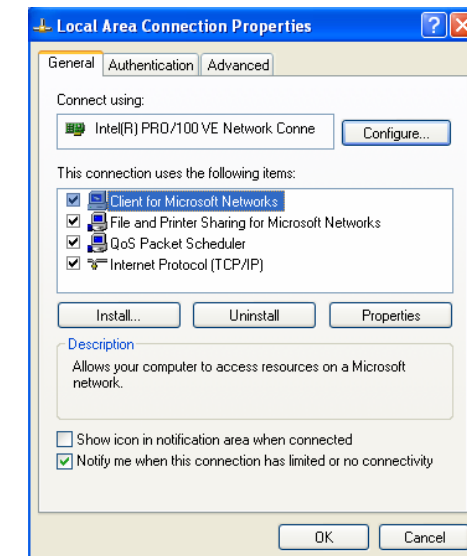 Local Area Connection Properties
General Authentication Advanced
Connect using:
Intel(R) PRO/100 VE Network Conne
Configure...
This connection uses the following items:
Client for Microsoft Networks
File and Printer Sharing for Microsoft Networks
QoS Packet Scheduler
Internet Protocol (TCP/IP)
Install... Uninstall Properties
Description
Allows your computer to access resources on a Microsoft
network.
Show icon in notification area when connected
Notify me when this connection has limited or no connectivity
OK Cancel